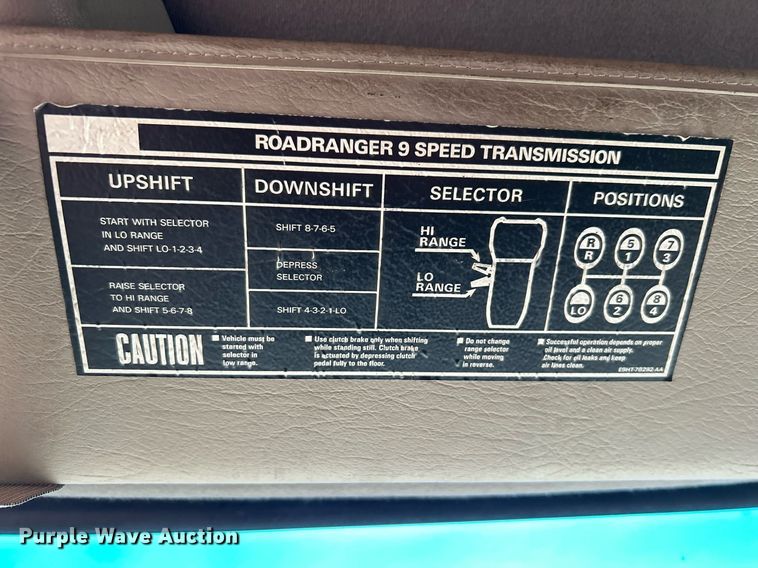 ROADRANGER 9 SPEED TRANSMISSION
UPSHIFT
START WITH SELECTOR
IN LO RANGE
AND SHIFT LO-1-2-3-4
RAISE SELECTOR
TO HI RANGE
AND SHIFT 5-6-7-8
DOWNSHIFT
SHIFT 8-7-6-5
DEPRESS
SELECTOR
SHIFT 4-3-2-1-LO
SELECTOR
HI
RANGE
LO
RANGE
POSITIONS
R 5 7
R 1 3
LO 6 8
2 4
CAUTION
■ Vehicle must be
started with
selector in
low range.
■ Use clutch brake only when shifting
while standing still. Clutch brake
is actuated by depressing clutch
pedal fully to the floor.
■ Do not change
range selector
while moving
in reverse.
■ Successful operation depends on proper
oil level and a clean air supply.
Check for oil leaks and keep
air lines clean.
E9HT-7B282-AA
Purple Wave Auction